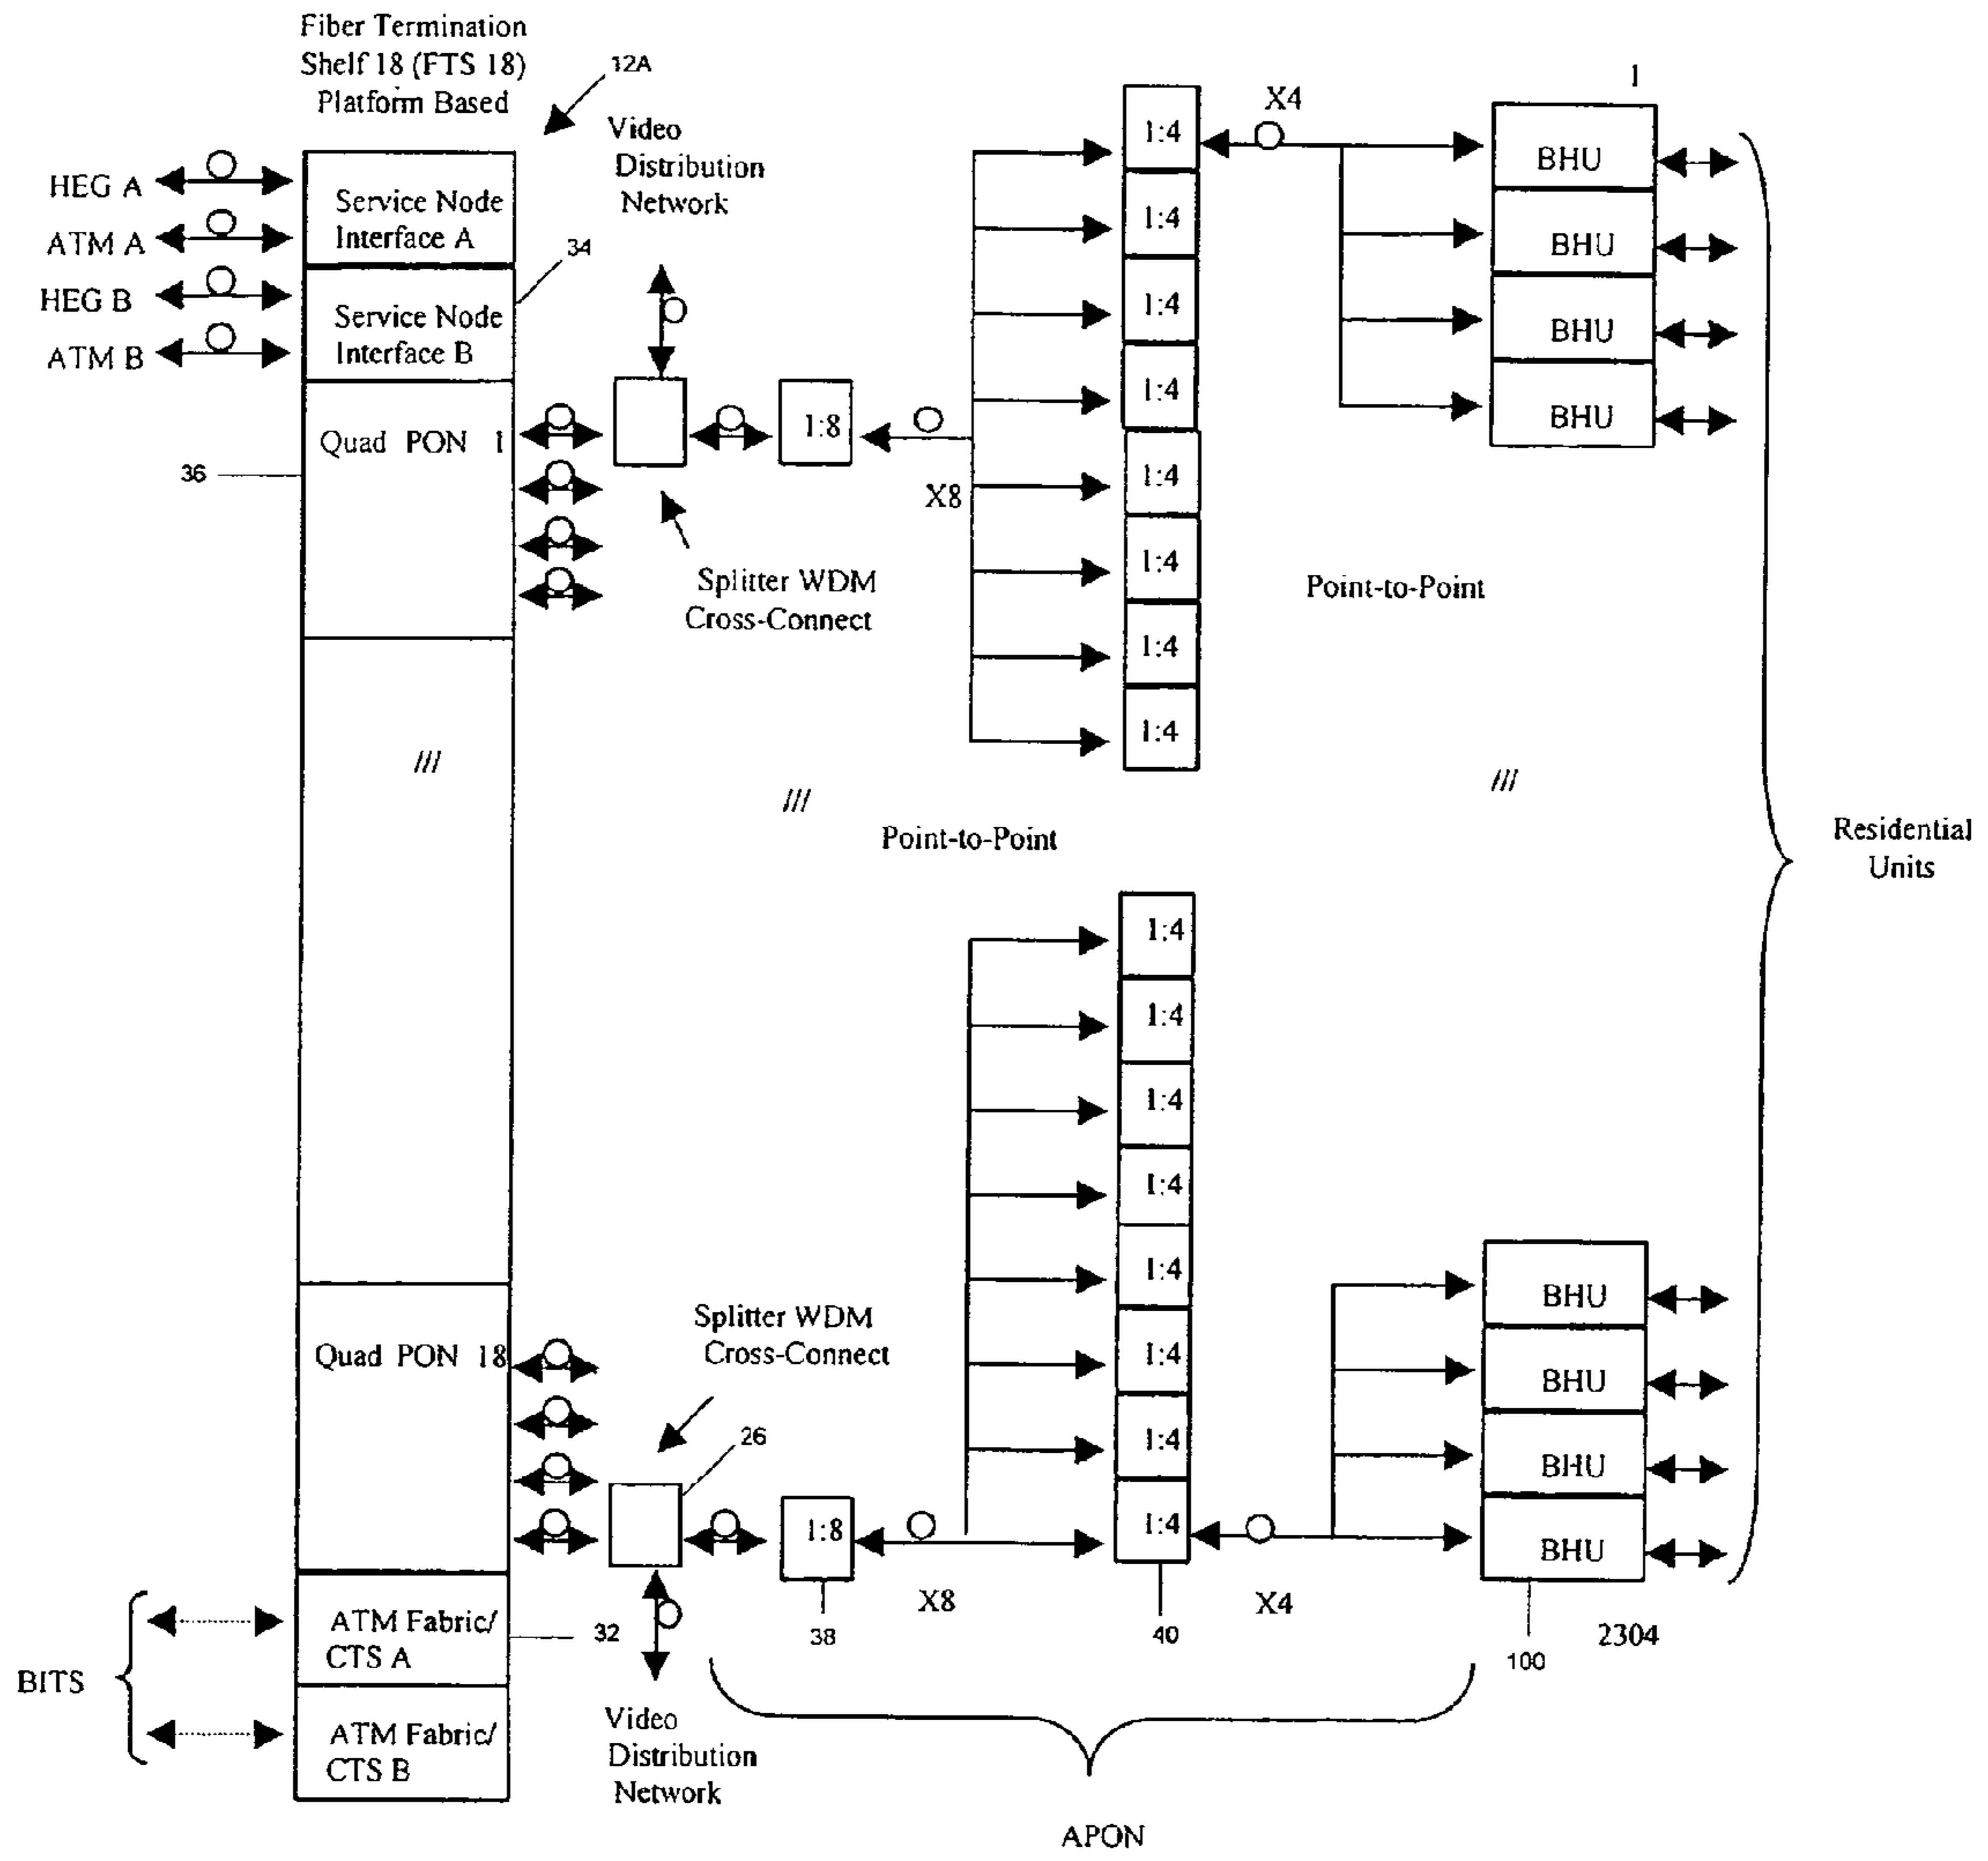 Fiber Termination
Shelf 18 (FTS 18)
Platform Based
12A
Video
Distribution
Network
HEG A
ATM A
HEG B
ATM B
Service Node
Interface A
34
Service Node
Interface B
Quad PON 1
36
1:8
X8
Splitter WDM
Cross-Connect
1:4
1:4
1:4
1:4
1:4
1:4
1:4
1:4
X4
1
BHU
BHU
BHU
BHU
Point-to-Point
///
///
///
Point-to-Point
Residential
Units
Quad PON 18
Splitter WDM
Cross-Connect
26
1:8
38
X8
1:4
1:4
1:4
1:4
1:4
1:4
1:4
1:4
40
X4
BHU
BHU
BHU
BHU
100
2304
BITS
ATM Fabric/
CTS A
32
ATM Fabric/
CTS B
Video
Distribution
Network
APON